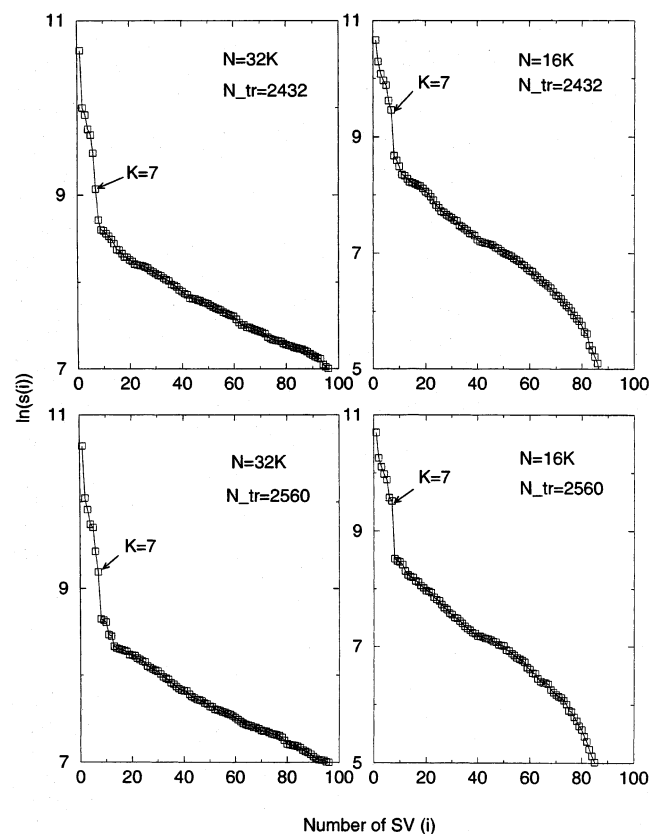 11
N=32K
N_tr=2432
K=7
9
7
0
20
40
60
80
100
11
N=16K
N_tr=2432
K=7
9
7
5
0
20
40
60
80
100
ln(s(i))
11
N=32K
N_tr=2560
K=7
9
7
0
20
40
60
80
100
11
N=16K
N_tr=2560
K=7
9
7
5
0
20
40
60
80
100
Number of SV (i)